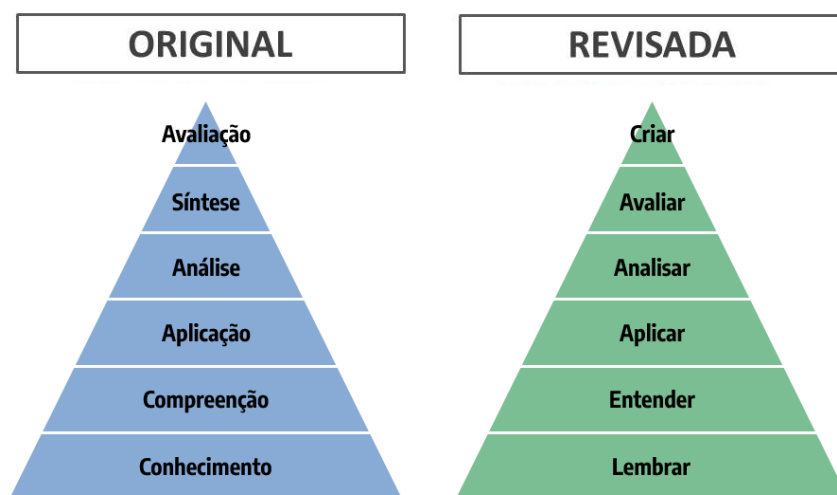 ORIGINAL
Avaliação
Síntese
Análise
Aplicação
Compreenção
Conhecimento
REVISADA
Criar
Avaliar
Analisar
Aplicar
Entender
Lembrar